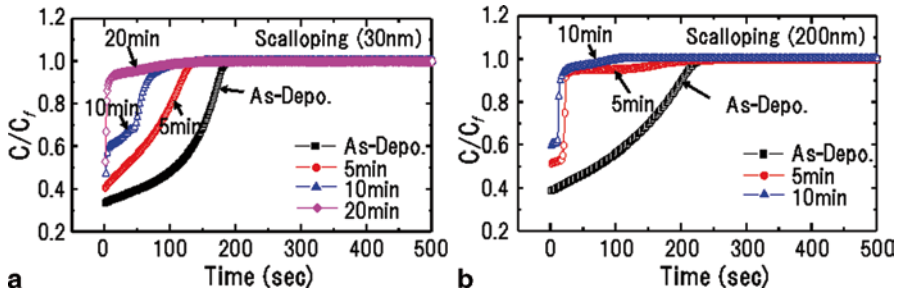 1.2
1.0
0.8
0.6
0.4
0.2
C/Cf
20min
Scalloping (30nm)
10min
5min
As-Depo.
As-Depo.
5min
10min
20min
0 100 200 300 400 500
Time (sec)
a
1.2
1.0
0.8
0.6
0.4
0.2
C/Cf
10min
Scalloping (200nm)
5min
As-Depo.
As-Depo.
5min
10min
0 100 200 300 400 500
Time (sec)
b